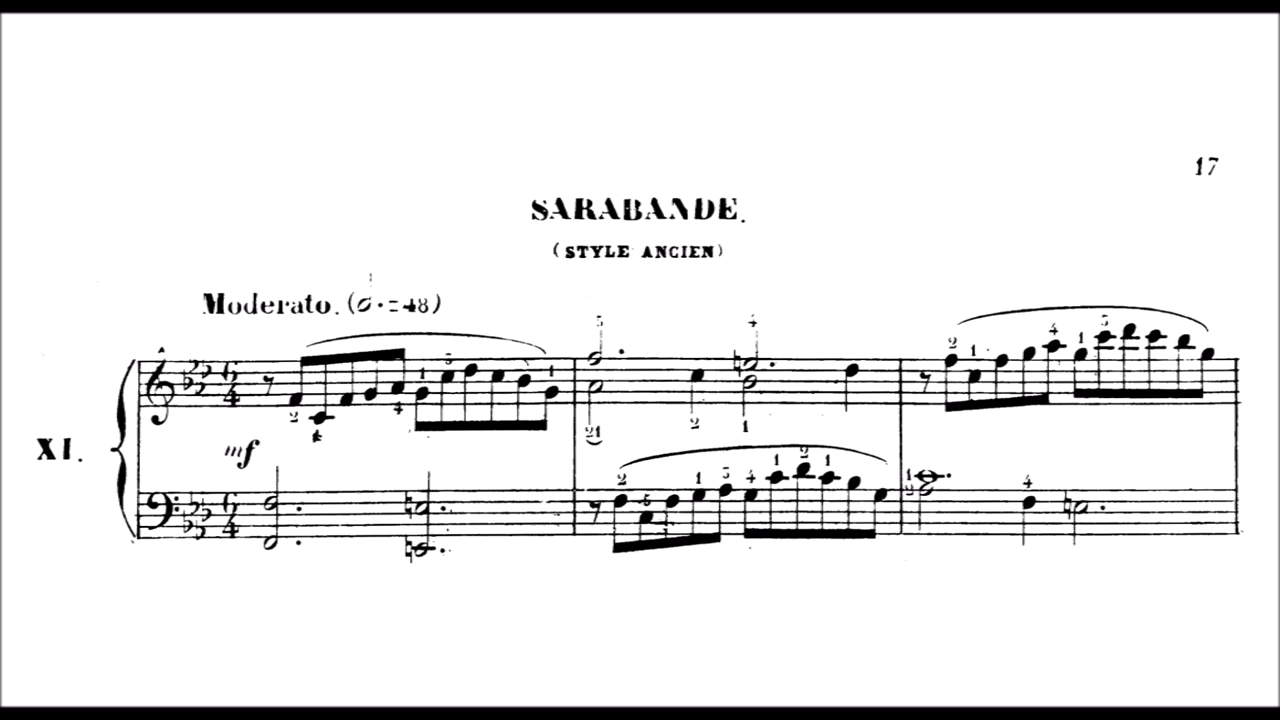 17
SARABANDE.
(STYLE ANCIEN)
Moderato. (𝅗𝅥. = 48)
XI.
mf